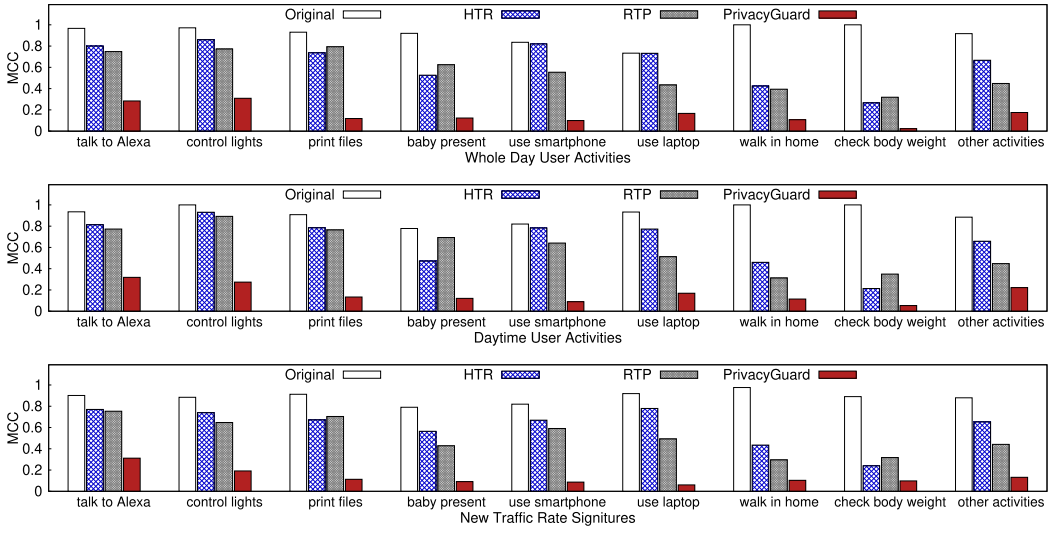 Original HTR RTP PrivacyGuard
1
0.8
0.6
0.4
0.2
0
MCC
talk to Alexa control lights print files baby present use smartphone use laptop walk in home check body weight other activities
Whole Day User Activities
Original HTR RTP PrivacyGuard
1
0.8
0.6
0.4
0.2
0
MCC
talk to Alexa control lights print files baby present use smartphone use laptop walk in home check body weight other activities
Daytime User Activities
Original HTR RTP PrivacyGuard
1
0.8
0.6
0.4
0.2
0
MCC
talk to Alexa control lights print files baby present use smartphone use laptop walk in home check body weight other activities
New Traffic Rate Signitures